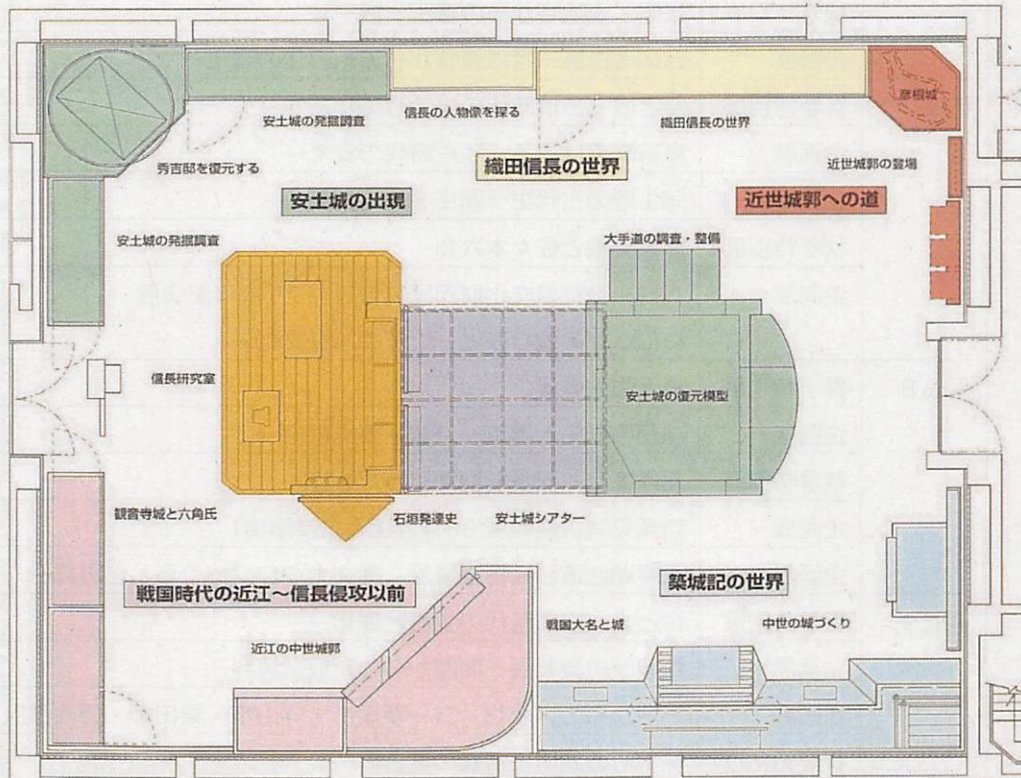 安土城の発掘調査
信長の人物像を探る
織田信長の世界
彦根城
秀吉邸を復元する
織田信長の世界
近世城郭の登場
安土城の出現
近世城郭への道
安土城の発掘調査
大手道の調査・整備
信長研究室
安土城の復元模型
観音寺城と六角氏
石垣発達史
安土城シアター
戦国時代の近江～信長侵攻以前
築城記の世界
近江の中世城郭
戦国大名と城
中世の城づくり